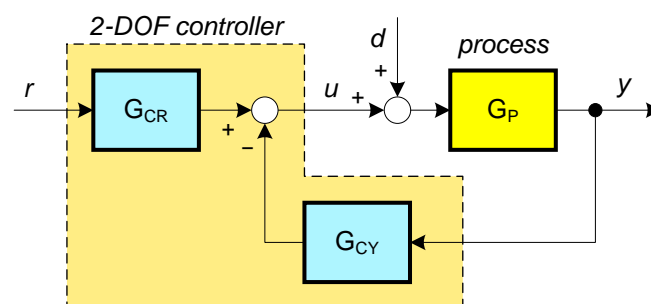 2-DOF controller
d
process
r
G_CR
+
−
u
+
+
G_P
y
G_CY